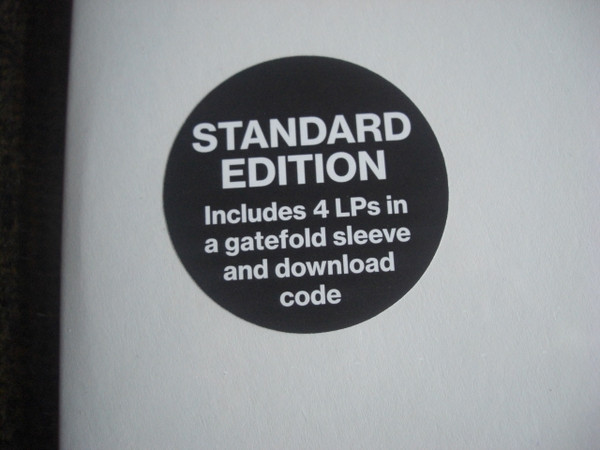 STANDARD
EDITION
Includes 4 LPs in
a gatefold sleeve
and download
code